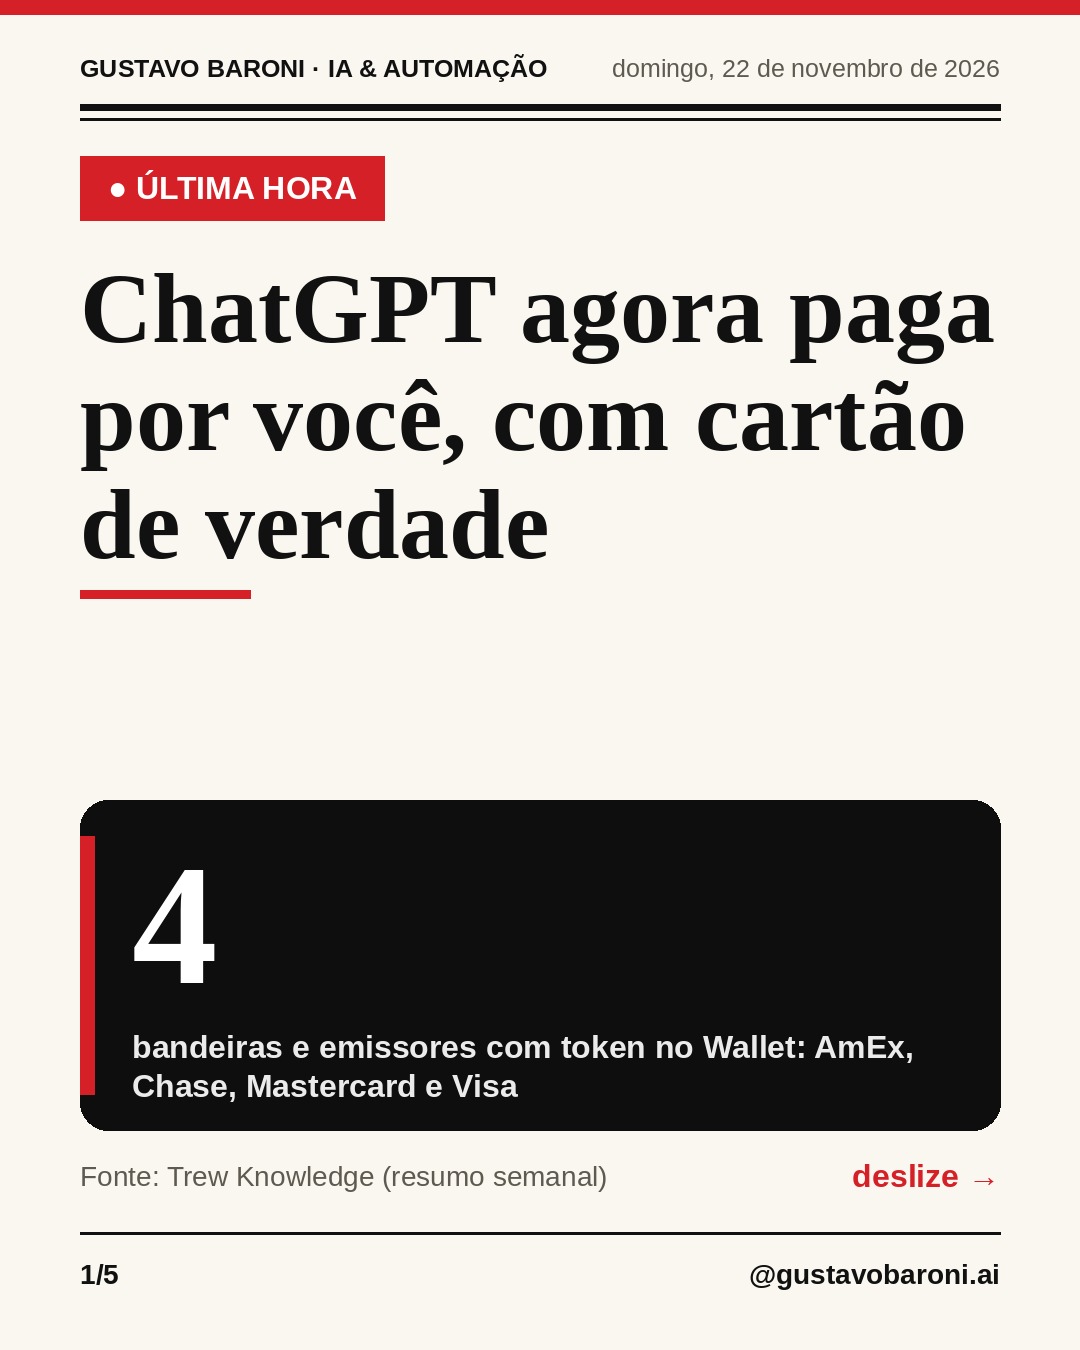 GUSTAVO BARONI · IA & AUTOMAÇÃO
domingo, 22 de novembro de 2026
● ÚLTIMA HORA
ChatGPT agora paga
por você, com cartão
de verdade
4
bandeiras e emissores com token no Wallet: AmEx,
Chase, Mastercard e Visa
Fonte: Trew Knowledge (resumo semanal)
deslize →
1/5
@gustavobaroni.ai